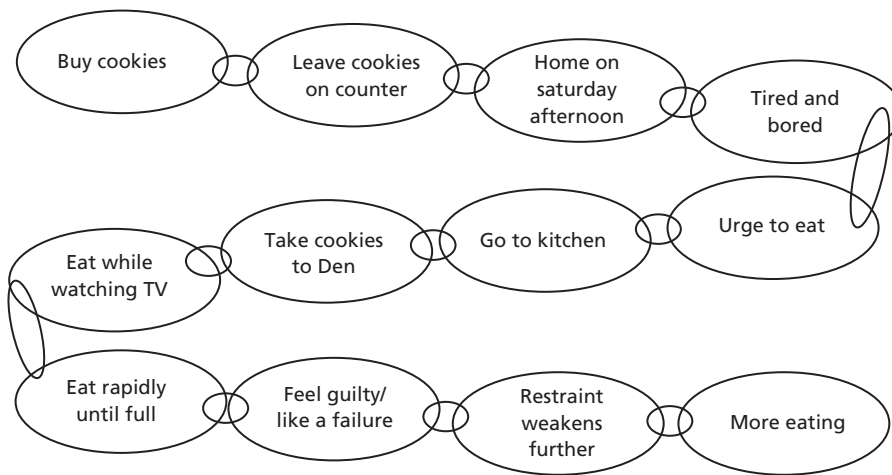 Buy cookies
Leave cookies
on counter
Home on
saturday
afternoon
Tired and
bored
Urge to eat
Go to kitchen
Take cookies
to Den
Eat while
watching TV
Eat rapidly
until full
Feel guilty/
like a failure
Restraint
weakens
further
More eating